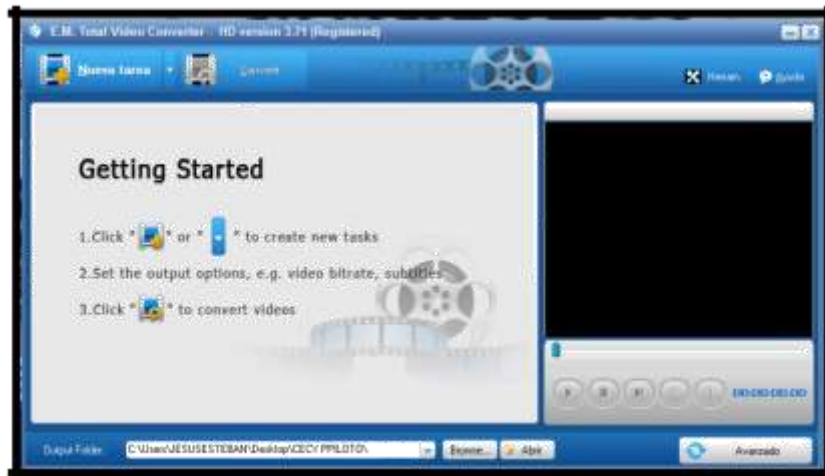 E.M. Total Video Converter - HD version 3.71 (Registered)
Nueva tarea
Getting Started
1.Click " " or " " to create new tasks
2.Set the output options, e.g. video bitrate, subtitles
3.Click " " to convert videos
Output Folder
C:\Users\JESUSESTEBAN\Desktop\CECY PPILOTO\
Browse...
Abrir
Avanzado